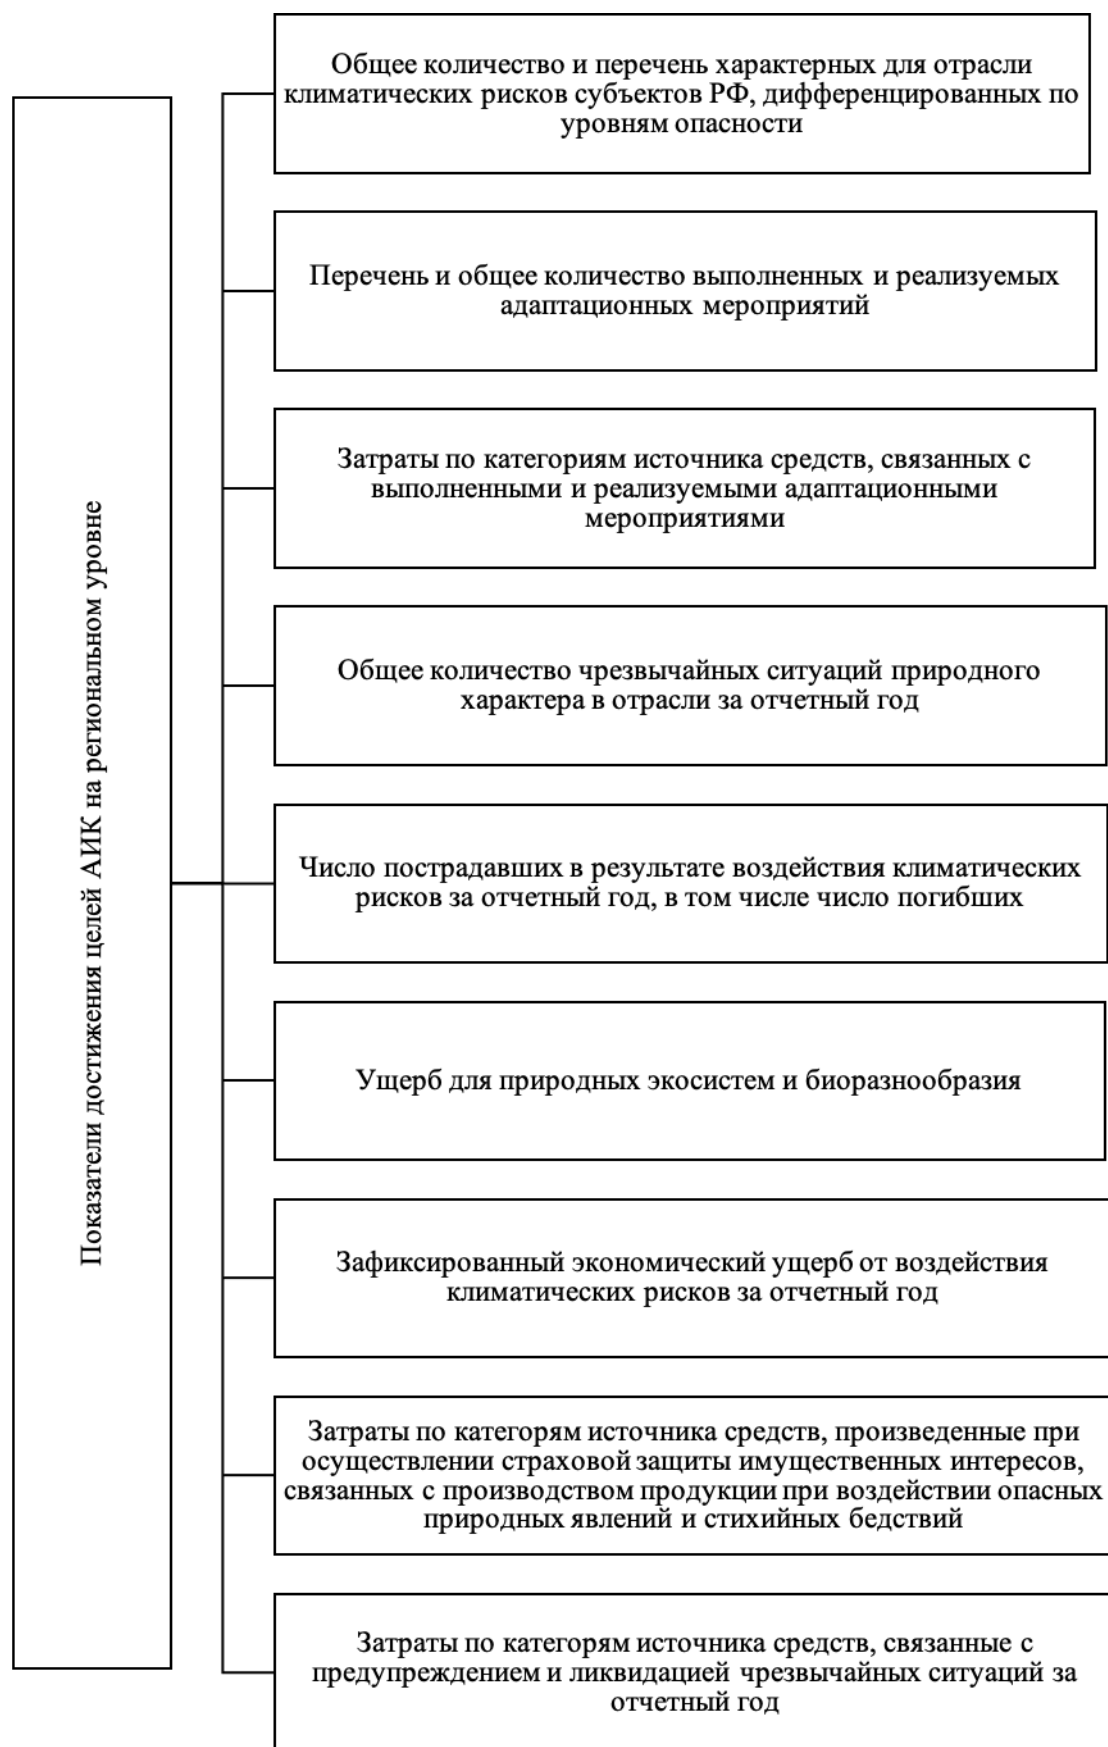 Показатели достижения целей АИК на региональном уровне
Общее количество и перечень характерных для отрасли
климатических рисков субъектов РФ, дифференцированных по
уровням опасности
Перечень и общее количество выполненных и реализуемых
адаптационных мероприятий
Затраты по категориям источника средств, связанных с
выполненными и реализуемыми адаптационными
мероприятиями
Общее количество чрезвычайных ситуаций природного
характера в отрасли за отчетный год
Число пострадавших в результате воздействия климатических
рисков за отчетный год, в том числе число погибших
Ущерб для природных экосистем и биоразнообразия
Зафиксированный экономический ущерб от воздействия
климатических рисков за отчетный год
Затраты по категорям источника средств, произведенные при
осуществлении страховой защиты имущественных интересов,
связанных с производством продукции при воздействии опасных
природных явлений и стихийных бедствий
Затраты по категорям источника средств, связанные с
предупреждением и ликвидацией чрезвычайных ситуаций за
отчетный год